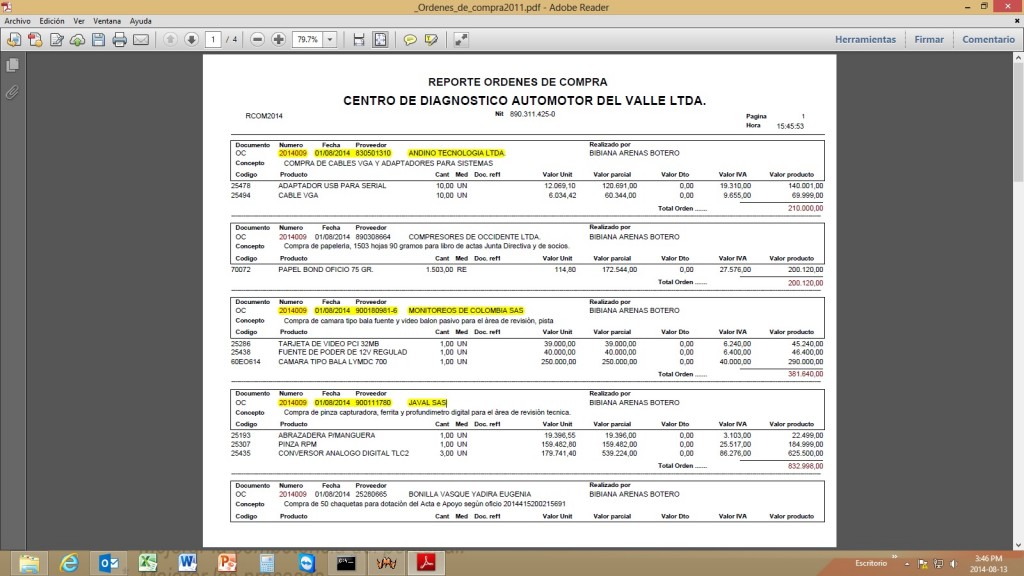 _Ordenes_de_compra2011.pdf - Adobe Reader
Archivo Edición Ver Ventana Ayuda
1 / 4 79.7% Herramientas Firmar Comentario
REPORTE ORDENES DE COMPRA
CENTRO DE DIAGNOSTICO AUTOMOTOR DEL VALLE LTDA.
RCOM2014 Nit 890.311.425-0 Pagina 1
Hora 15:45:53
Documento Numero Fecha Proveedor Realizado por
OC 2014009 01/08/2014 830501310 ANDINO TECNOLOGIA LTDA BIBIANA ARENAS BOTERO
Concepto COMPRA DE CABLES VGA Y ADAPTADORES PARA SISTEMAS
Codigo Producto Cant Med Doc. ref1 Valor Unit Valor parcial Valor Dto Valor IVA Valor producto
25478 ADAPTADOR USB PARA SERIAL 10,00 UN 12.069,10 120.691,00 0,00 19.310,00 140.001,00
25494 CABLE VGA 10,00 UN 6.034,42 60.344,00 0,00 9.655,00 69.999,00
Total Orden ...... 210.000,00
Documento Numero Fecha Proveedor Realizado por
OC 2014009 01/08/2014 890308664 COMPRESORES DE OCCIDENTE LTDA. BIBIANA ARENAS BOTERO
Concepto Compra de papeleria, 1503 hojas 90 gramos para libro de actas Junta Directiva y de socios.
Codigo Producto Cant Med Doc. ref1 Valor Unit Valor parcial Valor Dto Valor IVA Valor producto
70072 PAPEL BOND OFICIO 75 GR. 1.503,00 RE 114,80 172.544,00 0,00 27.576,00 200.120,00
Total Orden ...... 200.120,00
Documento Numero Fecha Proveedor Realizado por
OC 2014009 01/08/2014 900180981-6 MONITOREOS DE COLOMBIA SAS BIBIANA ARENAS BOTERO
Concepto Compra de camara tipo bala fuente y video balon pasivo para el área de revisión, pista
Codigo Producto Cant Med Doc. ref1 Valor Unit Valor parcial Valor Dto Valor IVA Valor producto
25286 TARJETA DE VIDEO PCI 32MB 1,00 UN 39.000,00 39.000,00 0,00 6.240,00 45.240,00
25438 FUENTE DE PODER DE 12V REGULAD 1,00 UN 40.000,00 40.000,00 0,00 6.400,00 46.400,00
60EO614 CAMARA TIPO BALA LYMDC 700 1,00 UN 250.000,00 250.000,00 0,00 40.000,00 290.000,00
Total Orden ...... 381.640,00
Documento Numero Fecha Proveedor Realizado por
OC 2014009 01/08/2014 900111780 JAVAL SAS BIBIANA ARENAS BOTERO
Concepto Compra de pinza capturadora, ferrita y profundimetro digital para el área de revisión tecnica.
Codigo Producto Cant Med Doc. ref1 Valor Unit Valor parcial Valor Dto Valor IVA Valor producto
25193 ABRAZADERA P/MANGUERA 1,00 UN 19.396,55 19.396,00 0,00 3.103,00 22.499,00
25307 PINZA RPM 1,00 UN 159.482,80 159.482,00 0,00 25.517,00 184.999,00
25435 CONVERSOR ANALOGO DIGITAL TLC2 3,00 UN 179.741,40 539.224,00 0,00 86.276,00 625.500,00
Total Orden ...... 832.998,00
Documento Numero Fecha Proveedor Realizado por
OC 2014009 01/08/2014 25280665 BONILLA VASQUE YADIRA EUGENIA BIBIANA ARENAS BOTERO
Concepto Compra de 50 chaquetas para dotación del Acta e Apoyo según oficio 2014415200215691
Codigo Producto Cant Med Doc. ref1 Valor Unit Valor parcial Valor Dto Valor IVA Valor producto
Escritorio 3:46 PM
2014-08-13